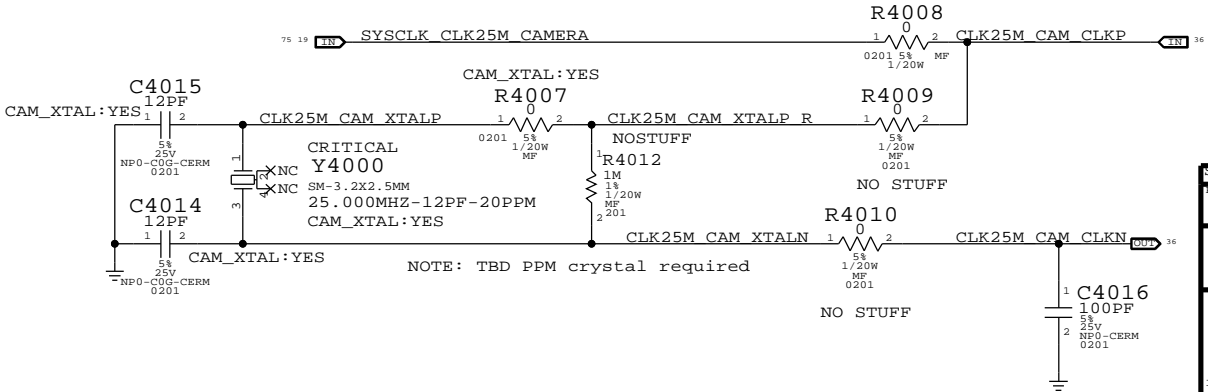 R4008
0
75 19 IN SYSCLK_CLK25M_CAMERA 1 2 CLK25M_CAM_CLKP IN 36
0201 5% MF
1/20W
CAM_XTAL:YES
C4015
12PF
CAM_XTAL:YES
1 2
5%
25V
NP0-C0G-CERM
0201
CLK25M_CAM_XTALP
R4007
0
1 2
0201 5%
1/20W
MF
CLK25M_CAM_XTALP_R
R4009
0
1 2
5%
1/20W
MF
0201
NO STUFF
NOSTUFF
1
R4012
1M
1%
1/20W
MF
2 201
CRITICAL
Y4000
1
2 NC
4 NC
3
SM-3.2X2.5MM
25.000MHZ-12PF-20PPM
CAM_XTAL:YES
C4014
12PF
1 2
5%
25V
NP0-C0G-CERM
0201
CAM_XTAL:YES
NOTE: TBD PPM crystal required
CLK25M_CAM_XTALN
R4010
0
1 2
5%
1/20W
MF
0201
NO STUFF
CLK25M_CAM_CLKN OUT 36
1
C4016
100PF
5%
25V
2 NP0-CERM
0201